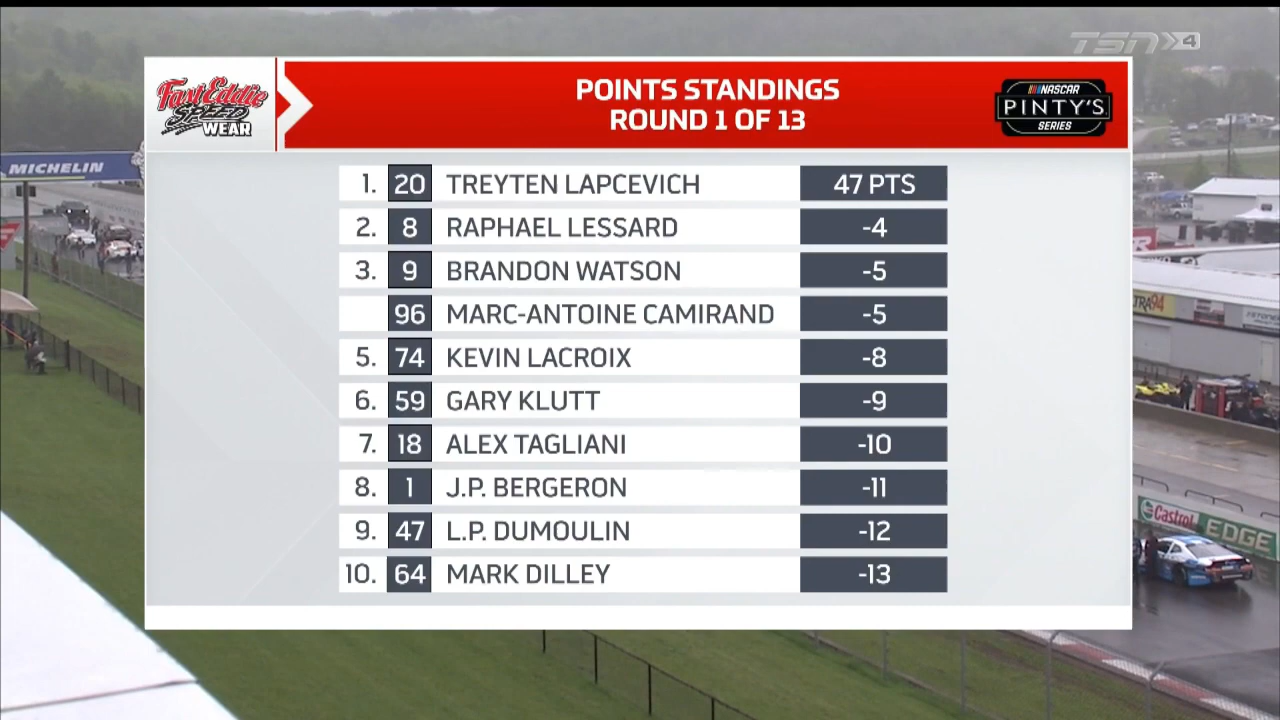 TSN 4
Fast Eddie
SPEED
WEAR
POINTS STANDINGS
ROUND 1 OF 13
NASCAR
PINTY'S
SERIES
MICHELIN
1. 20 TREYTEN LAPCEVICH 47 PTS
2. 8 RAPHAEL LESSARD -4
3. 9 BRANDON WATSON -5
96 MARC-ANTOINE CAMIRAND -5
5. 74 KEVIN LACROIX -8
6. 59 GARY KLUTT -9
7. 18 ALEX TAGLIANI -10
8. 1 J.P. BERGERON -11
9. 47 L.P. DUMOULIN -12
10. 64 MARK DILLEY -13
Castrol EDGE